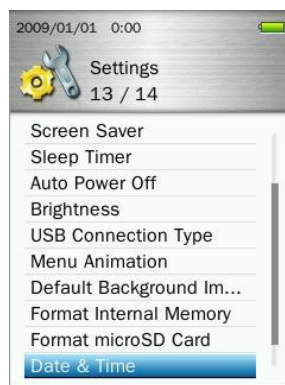 2009/01/01 0:00
Settings
13 / 14
Screen Saver
Sleep Timer
Auto Power Off
Brightness
USB Connection Type
Menu Animation
Default Background Im...
Format Internal Memory
Format microSD Card
Date & Time